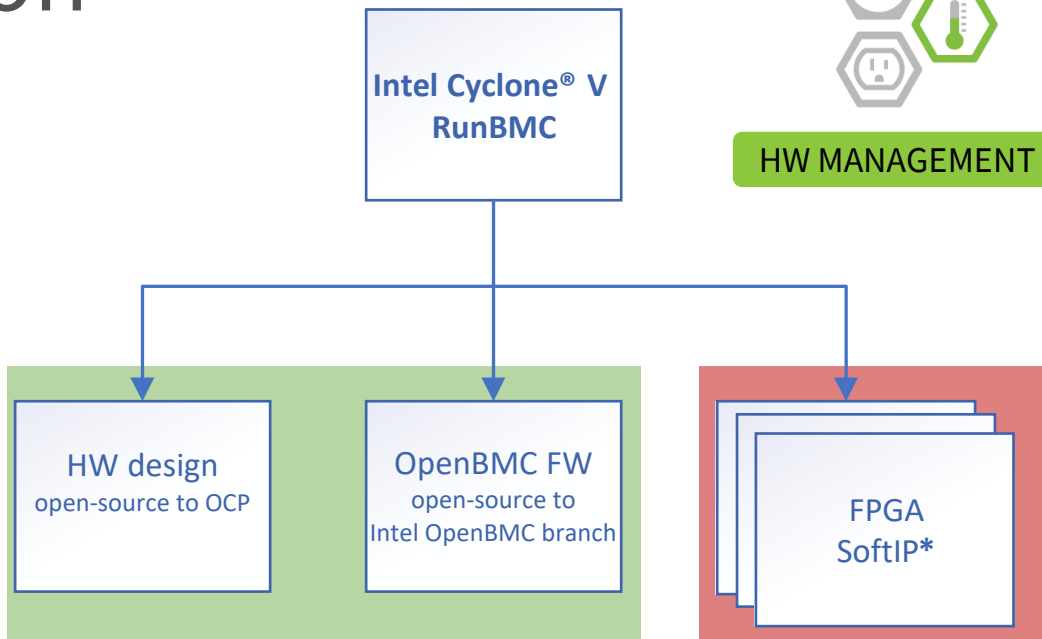 Intel Cyclone® V
RunBMC
HW MANAGEMENT
HW design
open-source to OCP
OpenBMC FW
open-source to
Intel OpenBMC branch
FPGA
SoftIP*